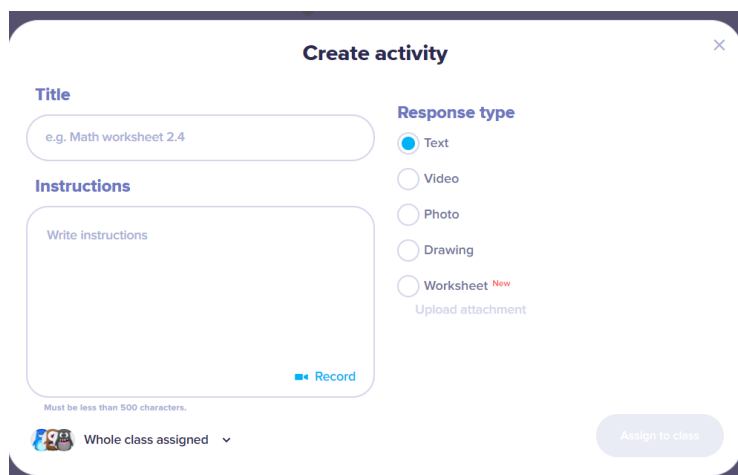 Create activity
Title
e.g. Math worksheet 2.4
Instructions
Write instructions
Record
Must be less than 500 characters.
Whole class assigned
Response type
Text
Video
Photo
Drawing
Worksheet New
Upload attachment
Assign to class